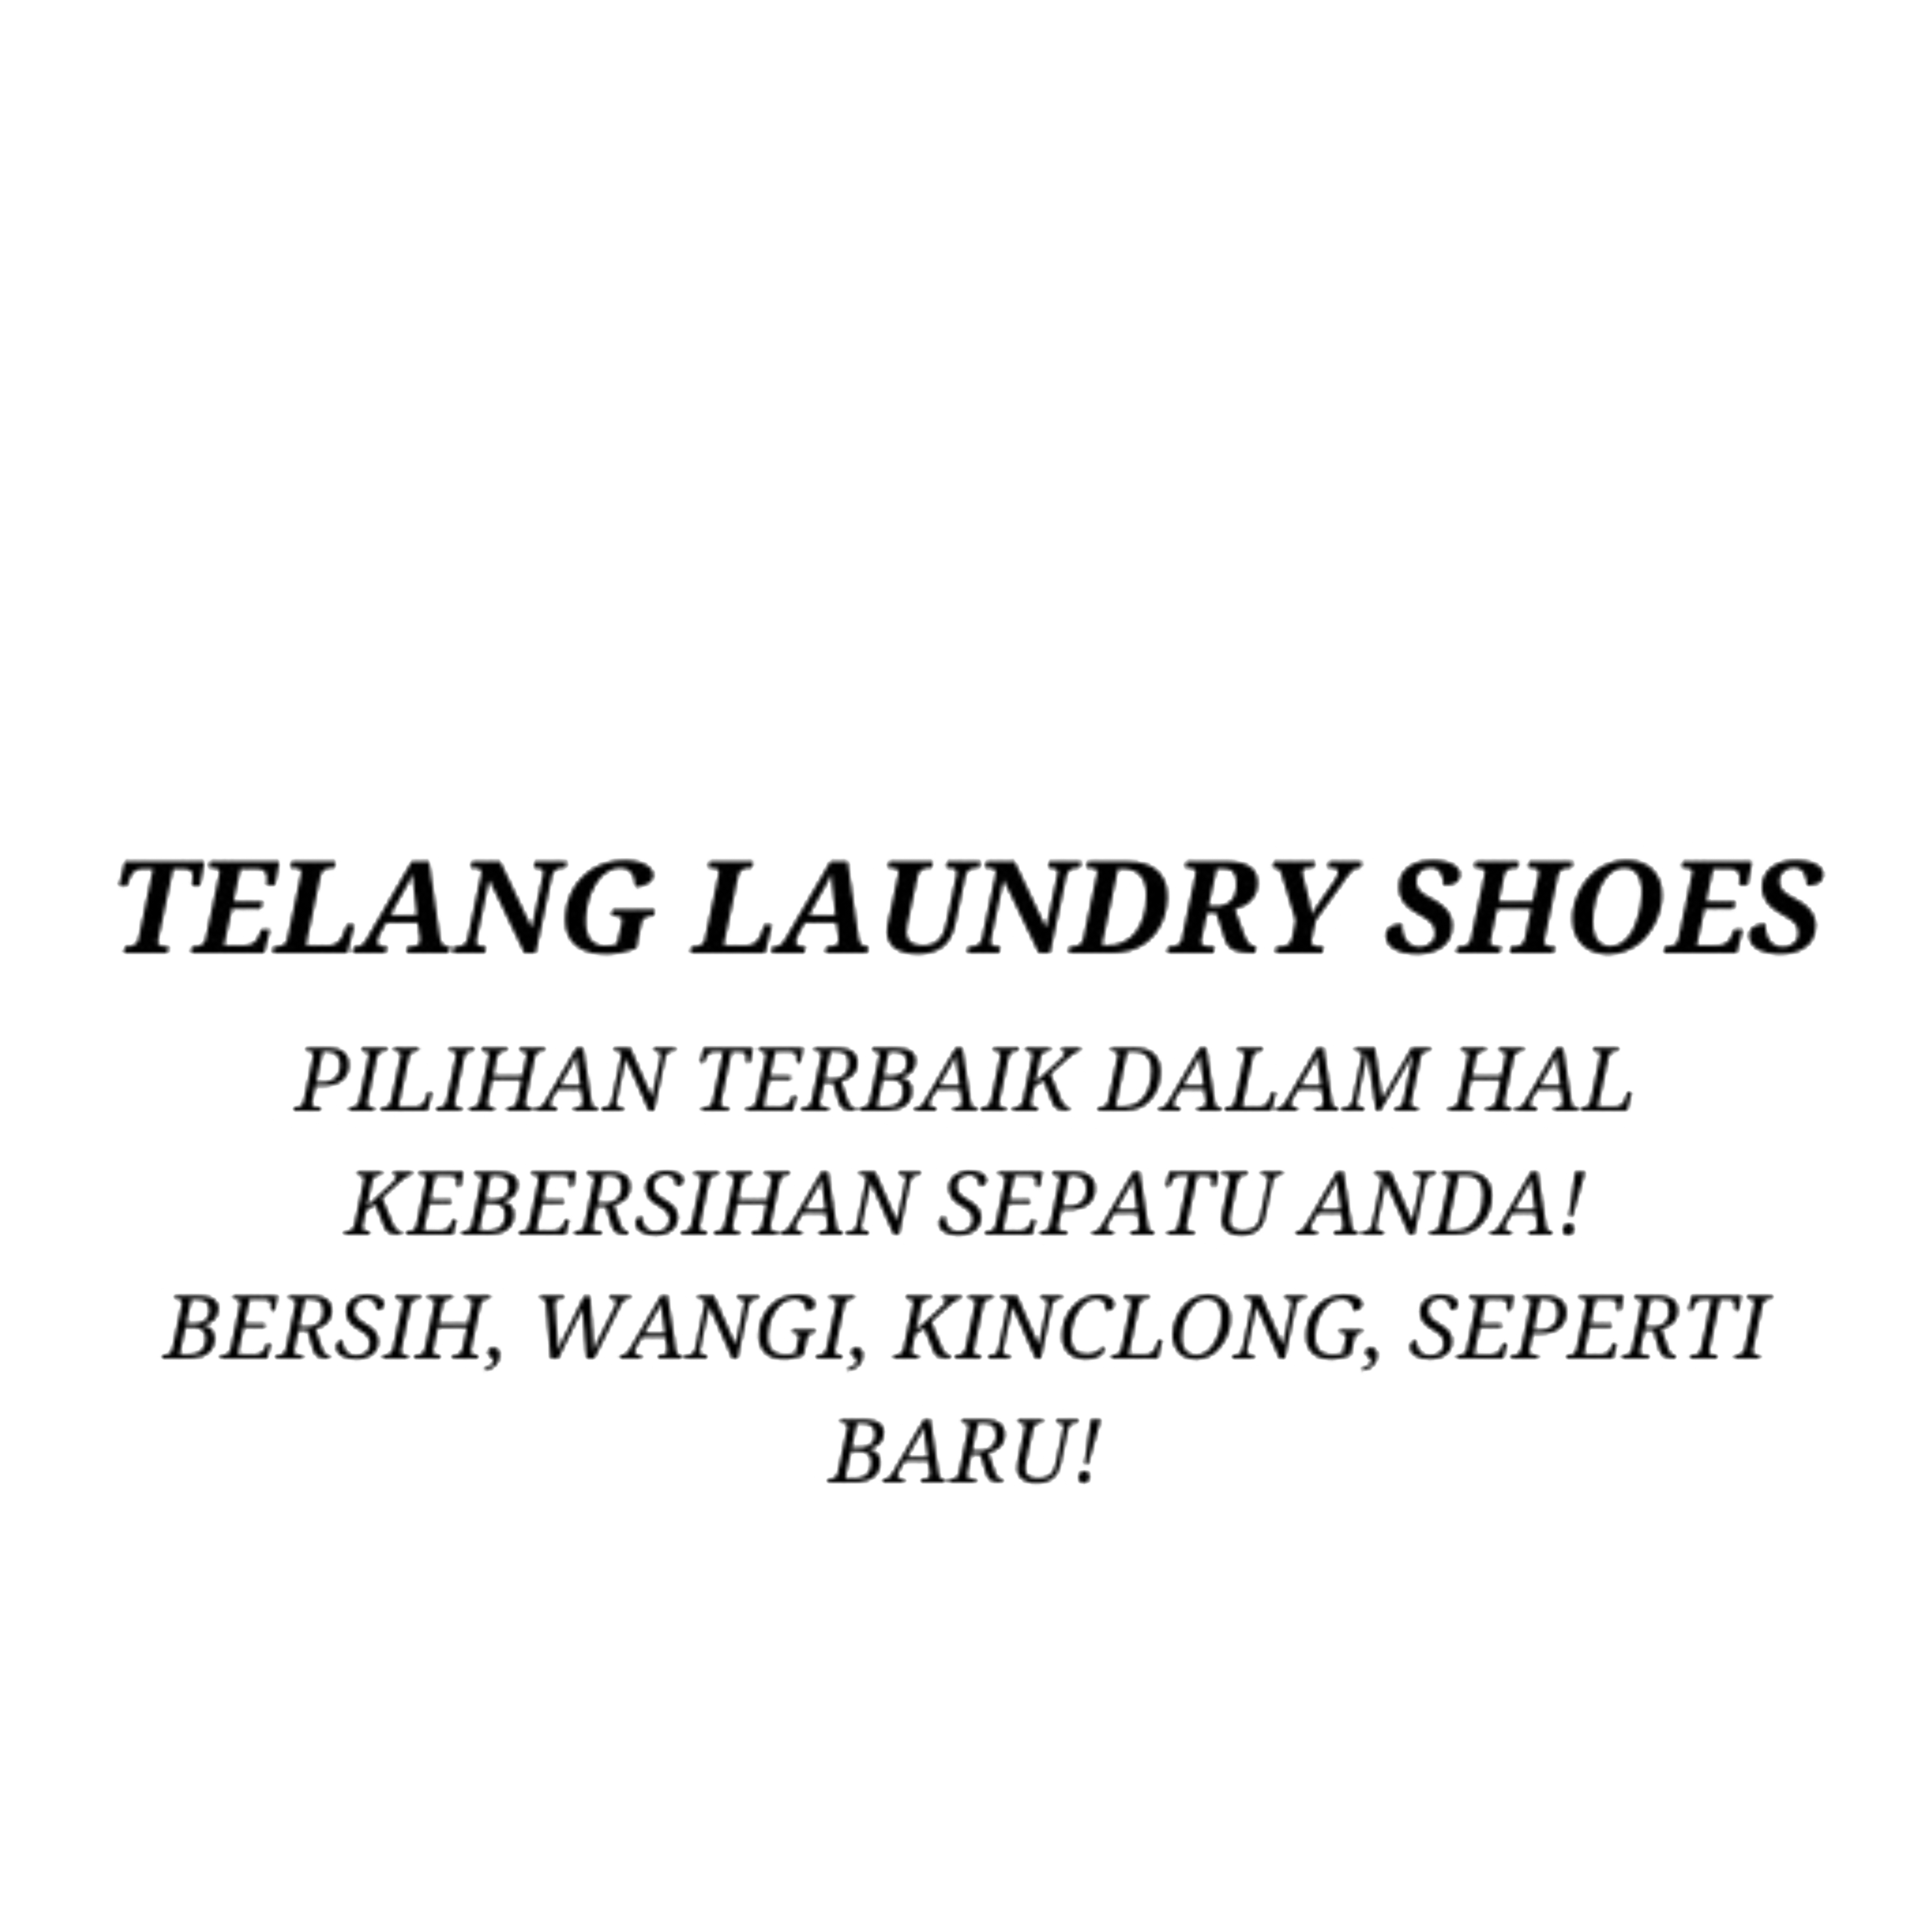 TELANG LAUNDRY SHOES
PILIHAN TERBAIK DALAM HAL
KEBERSIHAN SEPATU ANDA!
BERSIH, WANGI, KINCLONG, SEPERTI
BARU!